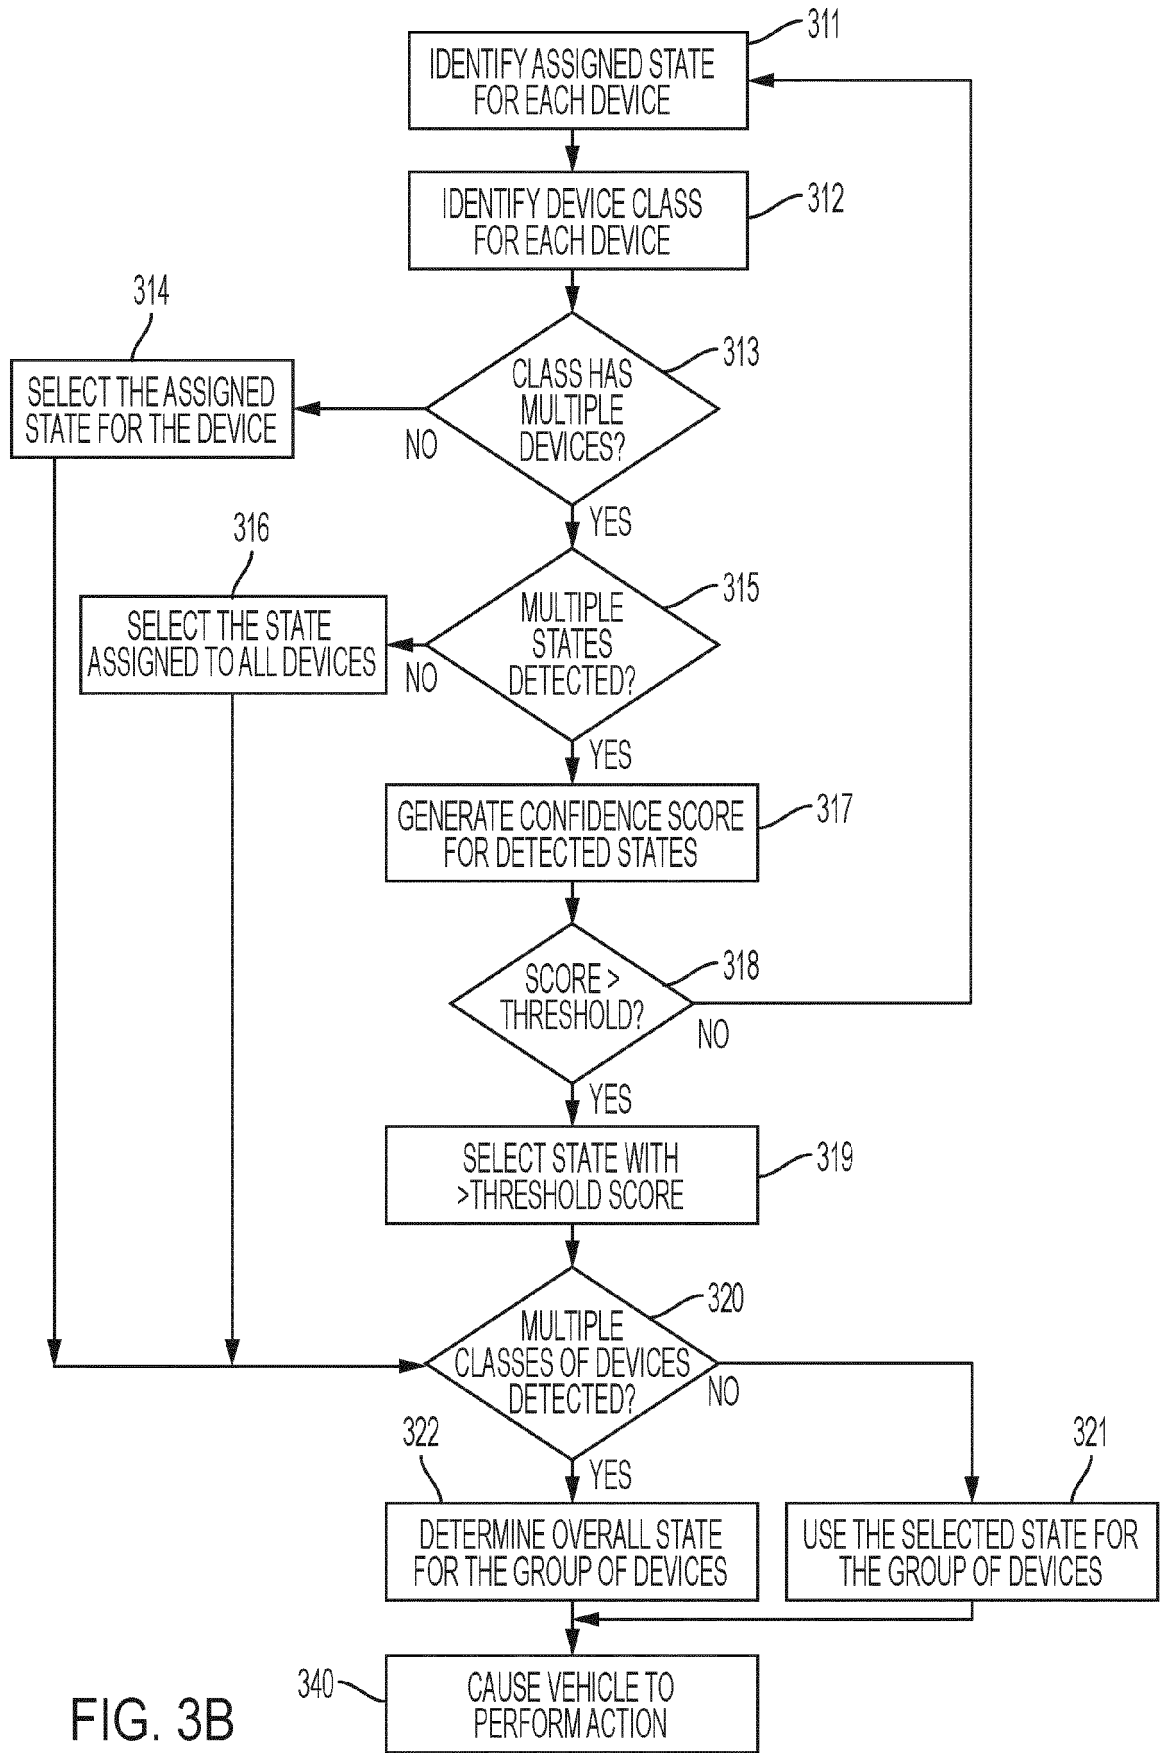 311
IDENTIFY ASSIGNED STATE
FOR EACH DEVICE
312
IDENTIFY DEVICE CLASS
FOR EACH DEVICE
314
313
CLASS HAS
MULTIPLE
DEVICES?
SELECT THE ASSIGNED
STATE FOR THE DEVICE
NO
YES
316
315
MULTIPLE
STATES
DETECTED?
SELECT THE STATE
ASSIGNED TO ALL DEVICES
NO
YES
317
GENERATE CONFIDENCE SCORE
FOR DETECTED STATES
318
SCORE >
THRESHOLD?
NO
YES
319
SELECT STATE WITH
>THRESHOLD SCORE
320
MULTIPLE
CLASSES OF DEVICES
DETECTED?
NO
322
YES
321
DETERMINE OVERALL STATE
FOR THE GROUP OF DEVICES
USE THE SELECTED STATE FOR
THE GROUP OF DEVICES
340
CAUSE VEHICLE TO
PERFORM ACTION
FIG. 3B